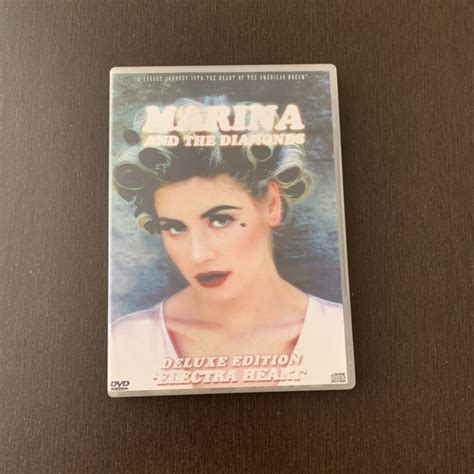 "A SAVAGE JOURNEY INTO THE HEART OF THE AMERICAN DREAM"
MARINA
AND THE DIAMONDS
DELUXE EDITION
"ELECTRA HEART"
DVD